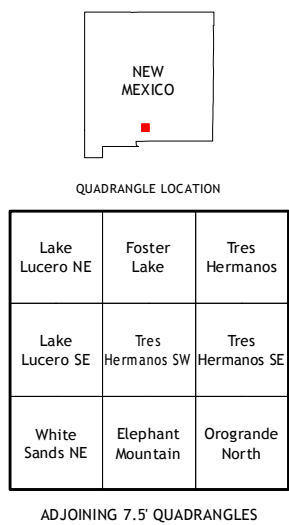 NEW
MEXICO
QUADRANGLE LOCATION
Lake
Lucero NE
Foster
Lake
Tres
Hermanos
Lake
Lucero SE
Tres
Hermanos SW
Tres
Hermanos SE
White
Sands NE
Elephant
Mountain
Orogrande
North
ADJOINING 7.5' QUADRANGLES